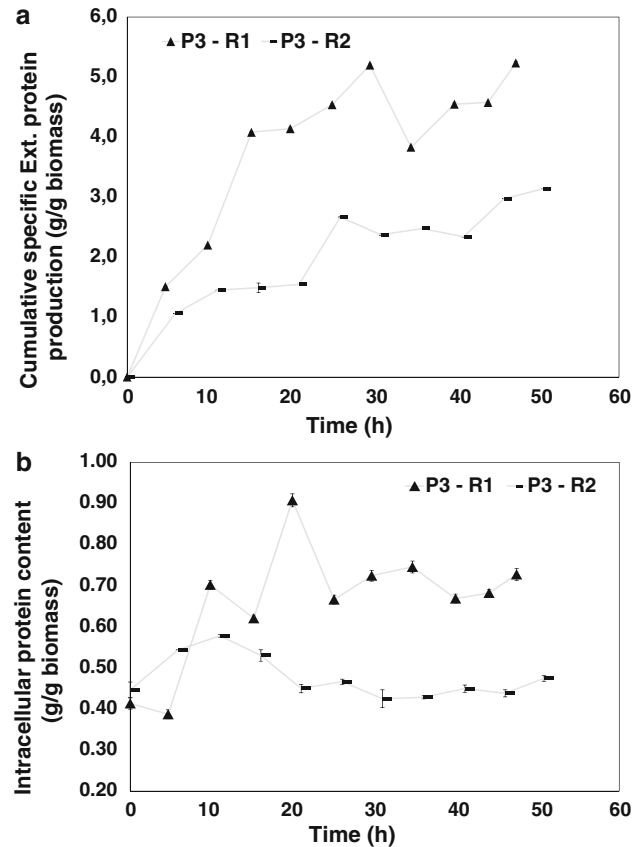 a
6,0
5,0
4,0
3,0
2,0
1,0
0,0
P3 - R1
P3 - R2
Cumulative specific Ext. protein
production (g/g biomass)
0
10
20
30
40
50
60
Time (h)
b
1.00
0.90
0.80
0.70
0.60
0.50
0.40
0.30
0.20
P3 - R1
P3 - R2
Intracellular protein content
(g/g biomass)
0
10
20
30
40
50
60
Time (h)